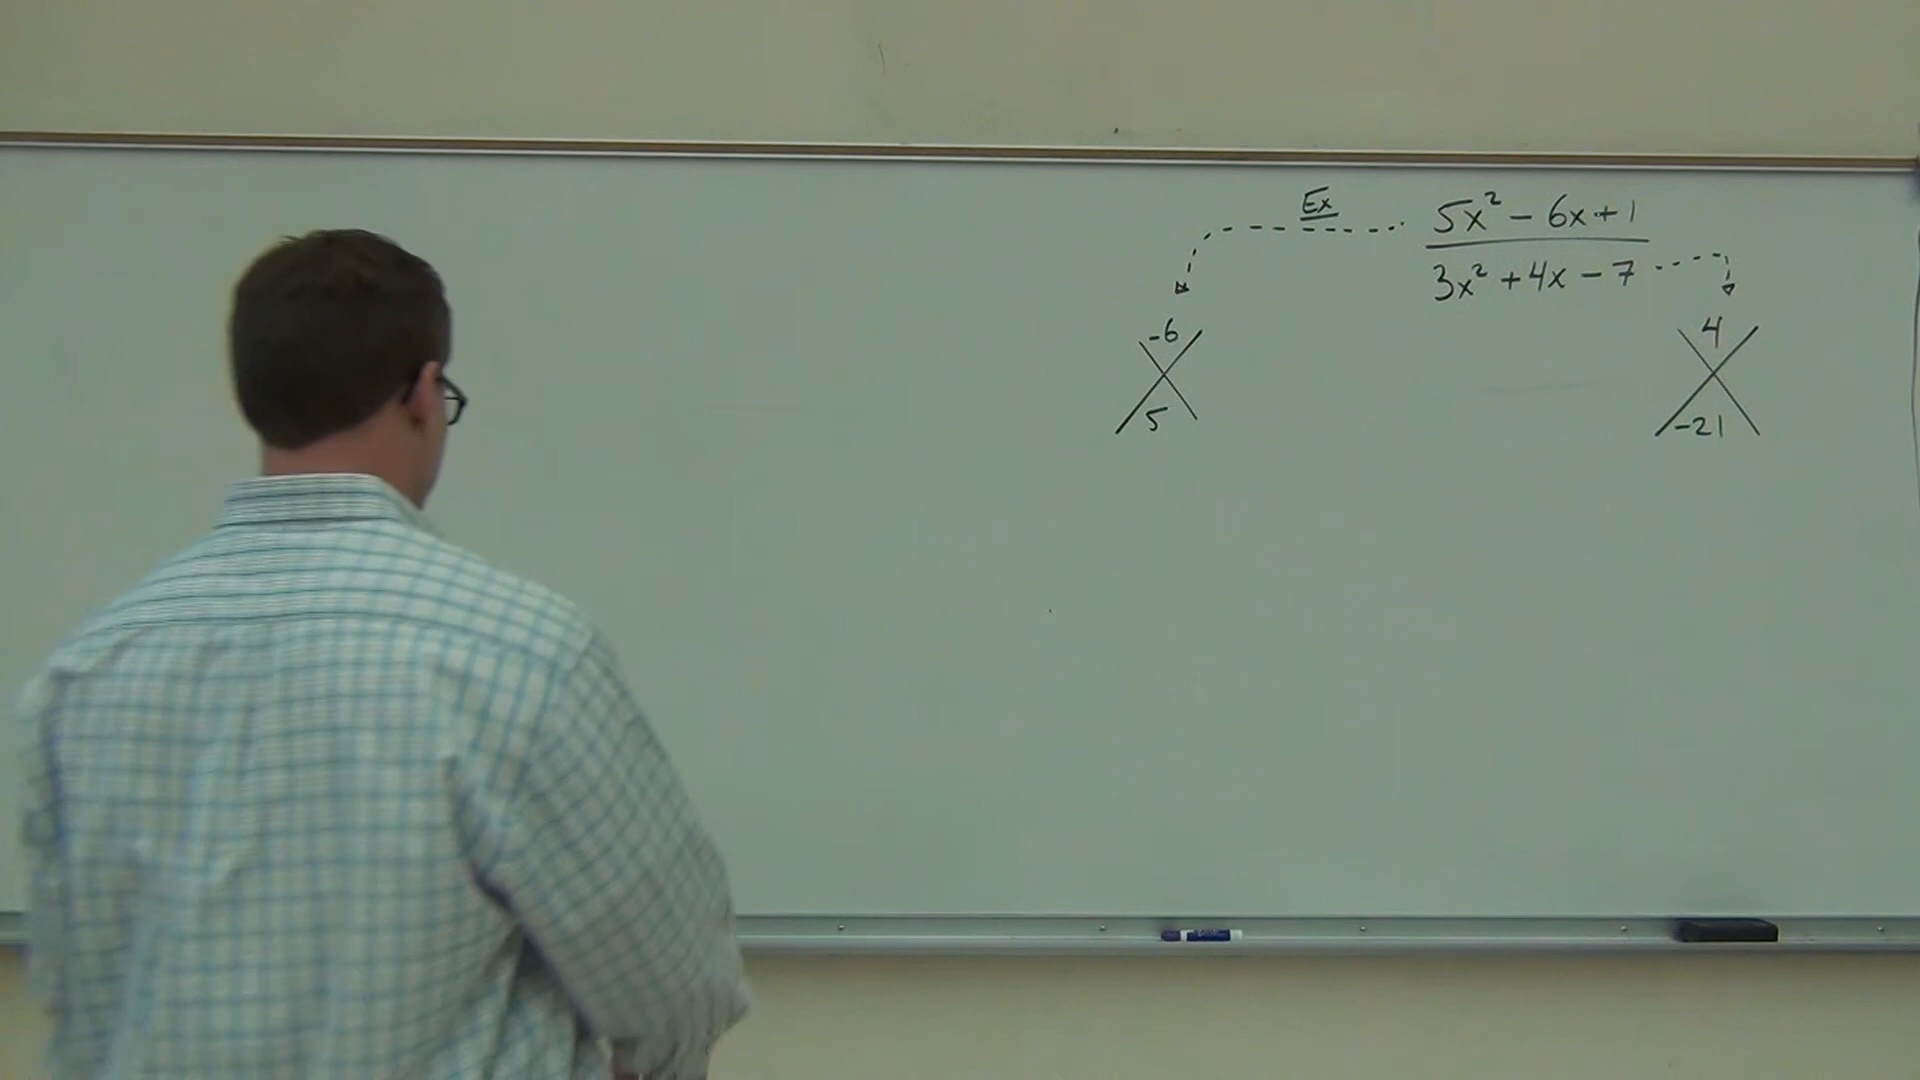 Ex
5x² - 6x + 1
3x² + 4x - 7
-6
5
4
-21